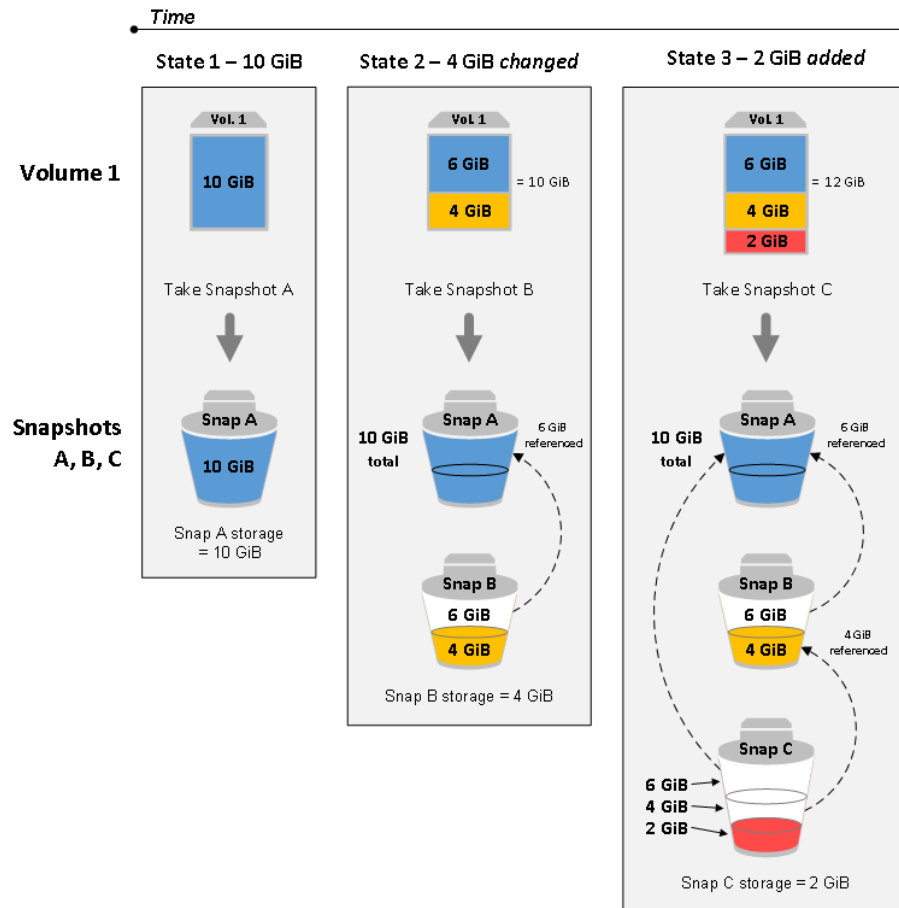 Time
State 1 – 10 GiB
State 2 – 4 GiB changed
State 3 – 2 GiB added
Volume 1
Vol. 1
10 GiB
Take Snapshot A
Vol. 1
6 GiB
4 GiB
= 10 GiB
Take Snapshot B
Vol. 1
6 GiB
4 GiB
2 GiB
= 12 GiB
Take Snapshot C
Snapshots
A, B, C
Snap A
10 GiB
Snap A storage
= 10 GiB
Snap A
10 GiB
total
6 GiB
referenced
Snap B
6 GiB
4 GiB
Snap B storage = 4 GiB
Snap A
10 GiB
total
6 GiB
referenced
Snap B
6 GiB
4 GiB
4 GiB
referenced
Snap C
6 GiB
4 GiB
2 GiB
Snap C storage = 2 GiB